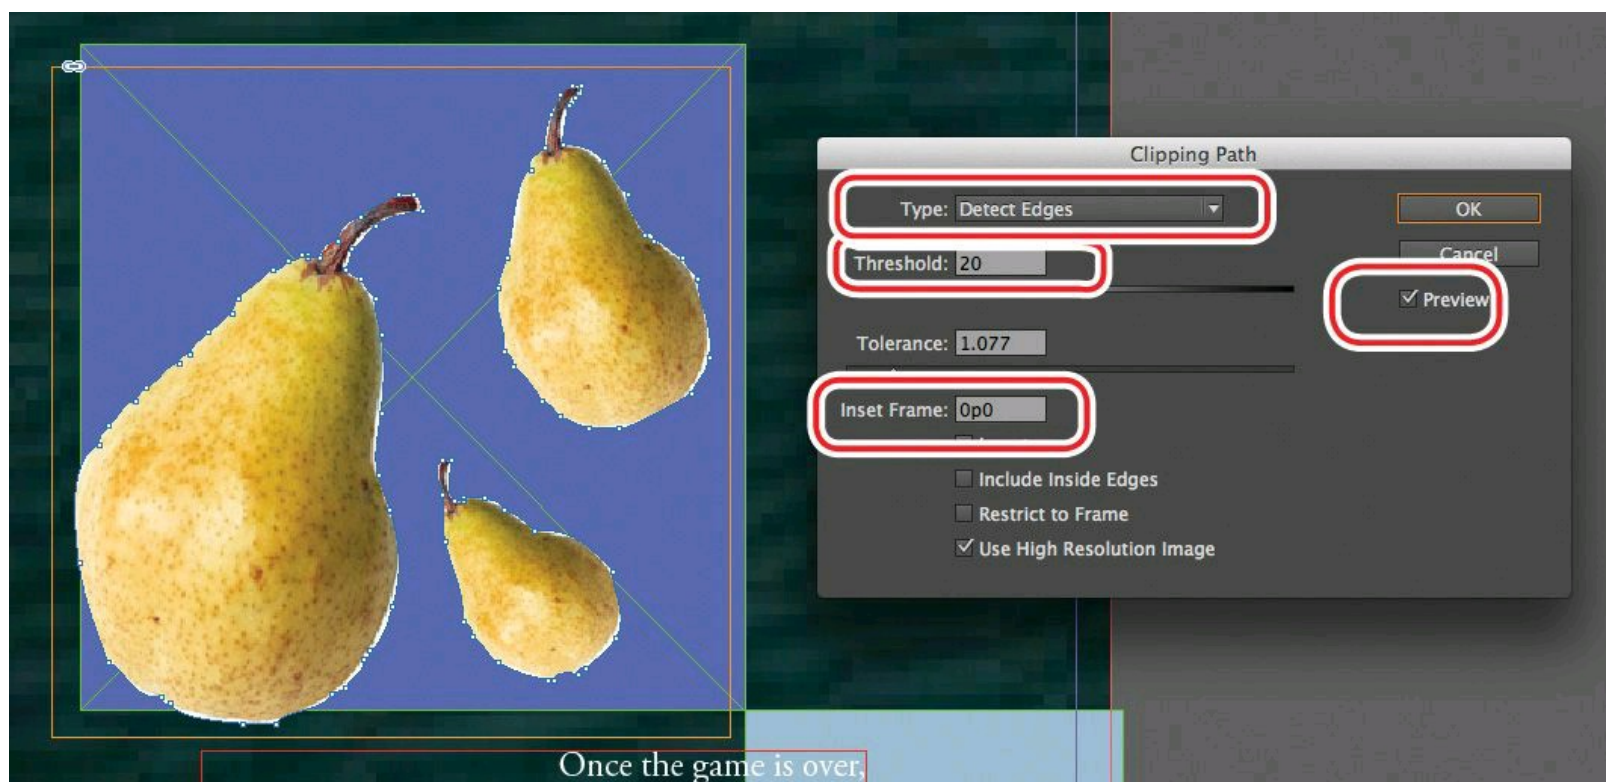 Clipping Path
Type: Detect Edges
OK
Threshold: 20
Cancel
Preview
Tolerance: 1.077
Inset Frame: 0p0
Include Inside Edges
Restrict to Frame
Use High Resolution Image
Once the game is over,